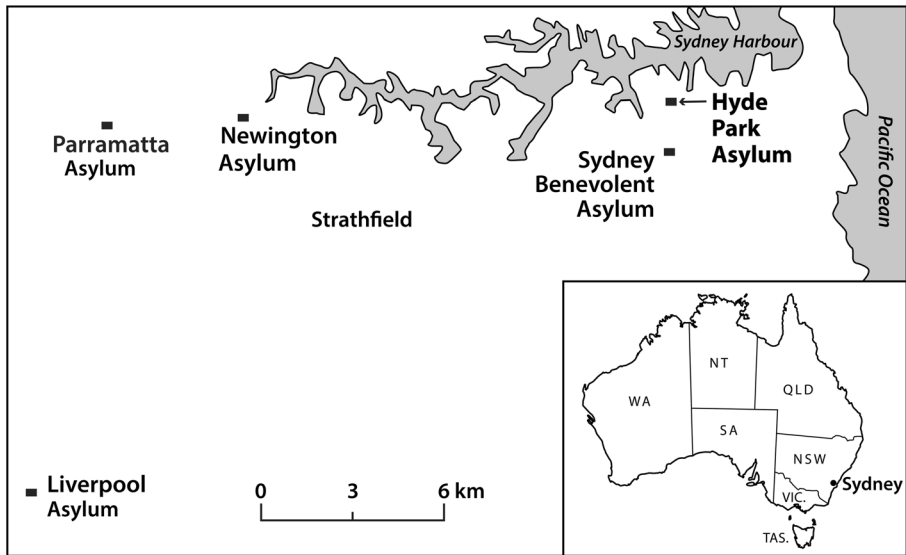 Sydney Harbour
Pacific Ocean
Hyde
Park
Asylum
Parramatta
Asylum
Newington
Asylum
Sydney
Benevolent
Asylum
Strathfield
Liverpool
Asylum
0 3 6 km
WA
NT
QLD
SA
NSW
VIC.
TAS.
Sydney